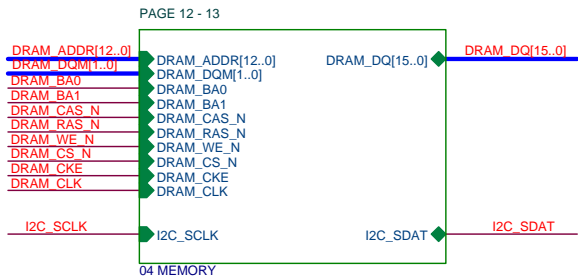 PAGE 12 - 13
DRAM_ADDR[12..0] DRAM_ADDR[12..0] DRAM_DQ[15..0] DRAM_DQ[15..0]
DRAM_DQM[1..0] DRAM_DQM[1..0]
DRAM_BA0 DRAM_BA0
DRAM_BA1 DRAM_BA1
DRAM_CAS_N DRAM_CAS_N
DRAM_RAS_N DRAM_RAS_N
DRAM_WE_N DRAM_WE_N
DRAM_CS_N DRAM_CS_N
DRAM_CKE DRAM_CKE
DRAM_CLK DRAM_CLK
I2C_SCLK I2C_SCLK I2C_SDAT I2C_SDAT
04 MEMORY